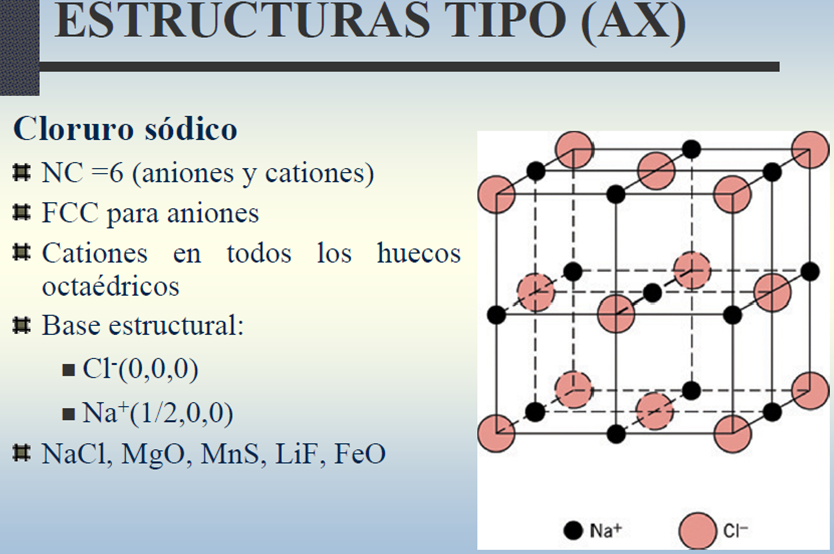 ESTRUCTURAS TIPO (AX)
Cloruro sódico
NC =6 (aniones y cationes)
FCC para aniones
Cationes en todos los huecos
octaédricos
Base estructural:
Cl⁻(0,0,0)
Na⁺(1/2,0,0)
NaCl, MgO, MnS, LiF, FeO
Na⁺ Cl⁻